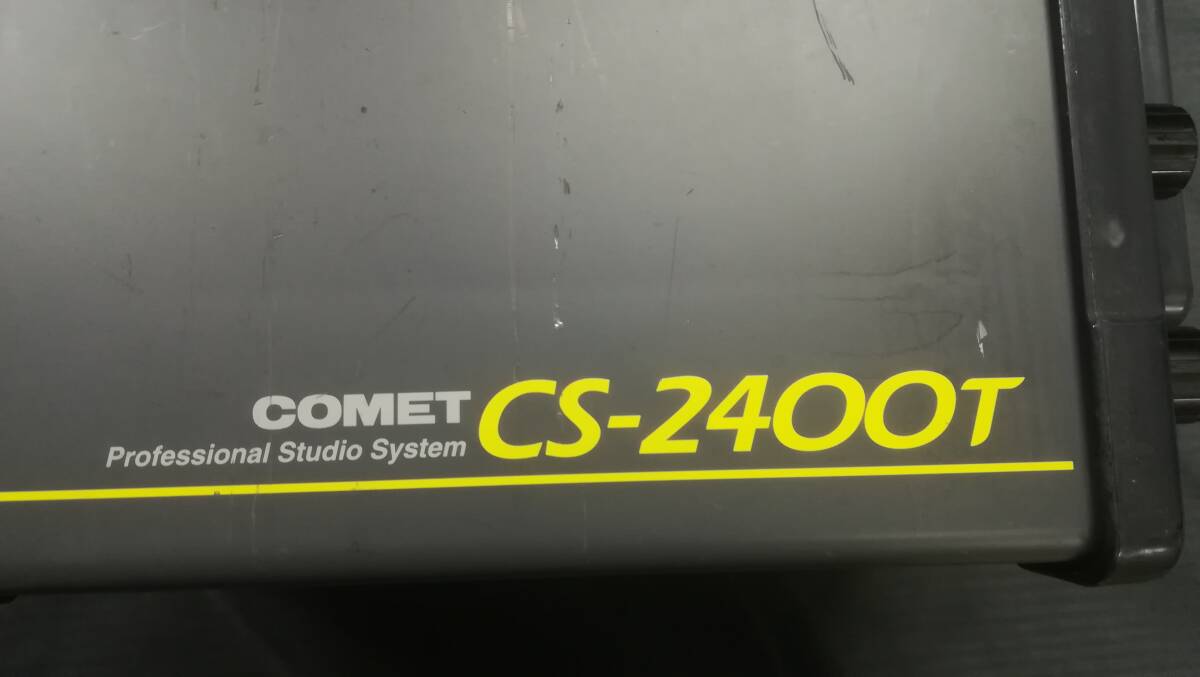 COMET CS-2400T
Professional Studio System